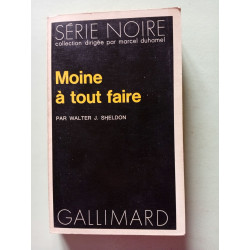 SÉRIE NOIRE
collection dirigée par marcel duhamel
Moine
à tout faire
PAR WALTER J. SHELDON
GALLIMARD